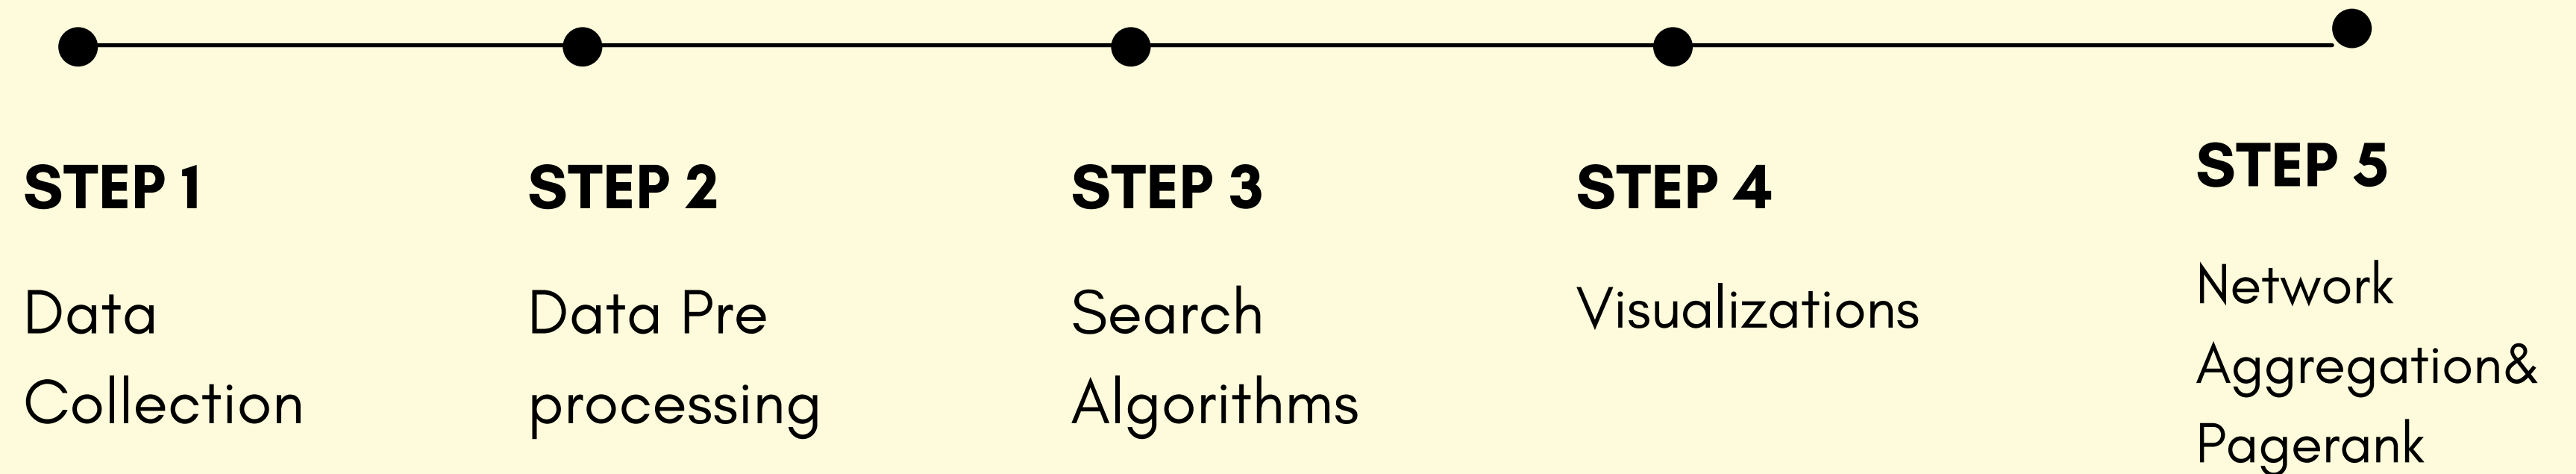 STEP 1
Data
Collection
STEP 2
Data Pre
processing
STEP 3
Search
Algorithms
STEP 4
Visualizations
STEP 5
Network
Aggregation&
Pagerank